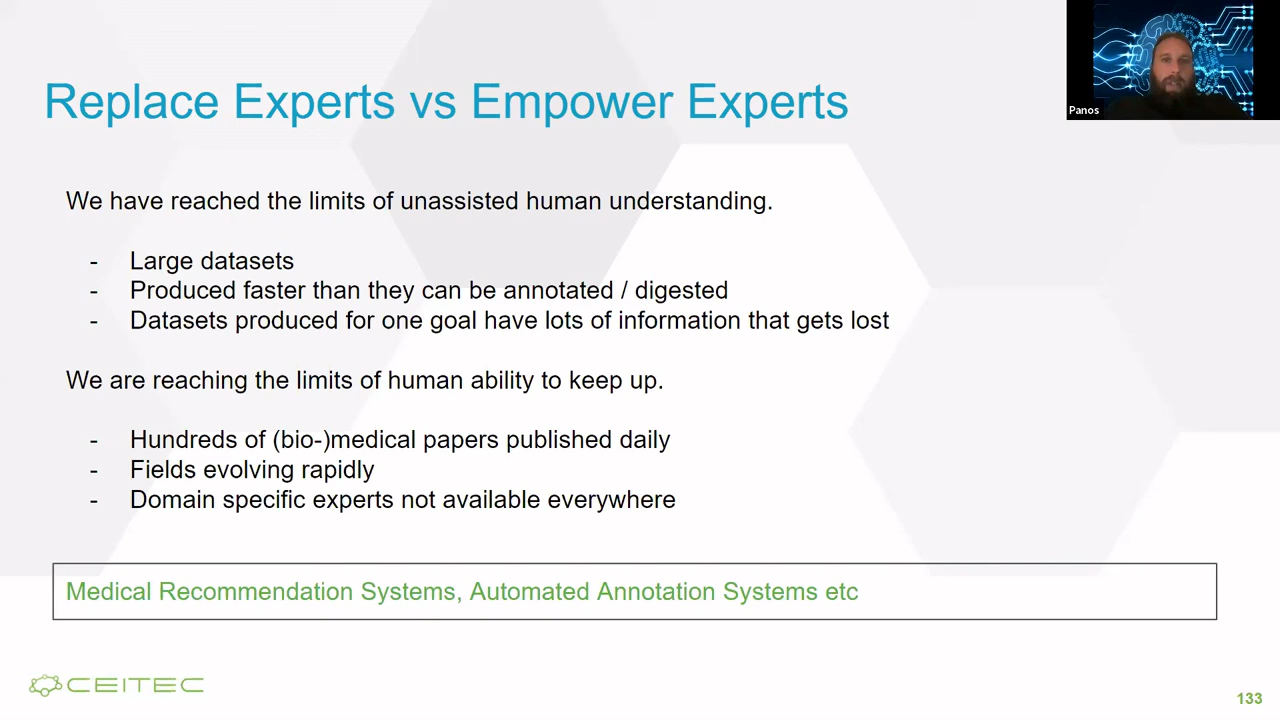 Replace Experts vs Empower Experts
Panos
We have reached the limits of unassisted human understanding.
- Large datasets
- Produced faster than they can be annotated / digested
- Datasets produced for one goal have lots of information that gets lost
We are reaching the limits of human ability to keep up.
- Hundreds of (bio-)medical papers published daily
- Fields evolving rapidly
- Domain specific experts not available everywhere
Medical Recommendation Systems, Automated Annotation Systems etc
CEITEC
133